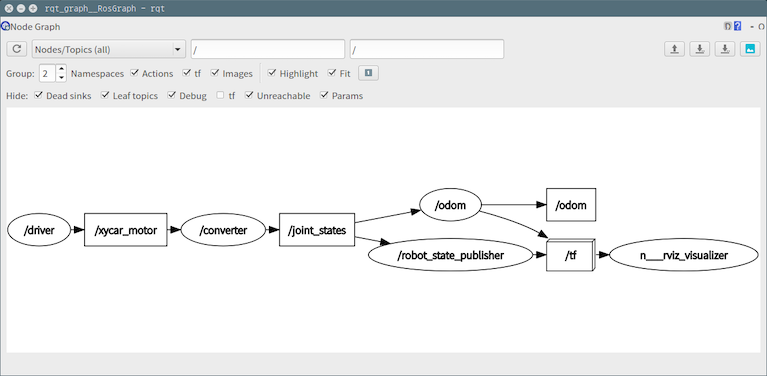 rqt_graph__RosGraph - rqt
Node Graph D ? - O
Nodes/Topics (all) / /
Group: 2 Namespaces Actions tf Images Highlight Fit
Hide: Dead sinks Leaf topics Debug tf Unreachable Params
/odom /odom
/driver /xycar_motor /converter /joint_states
/robot_state_publisher /tf n___rviz_visualizer